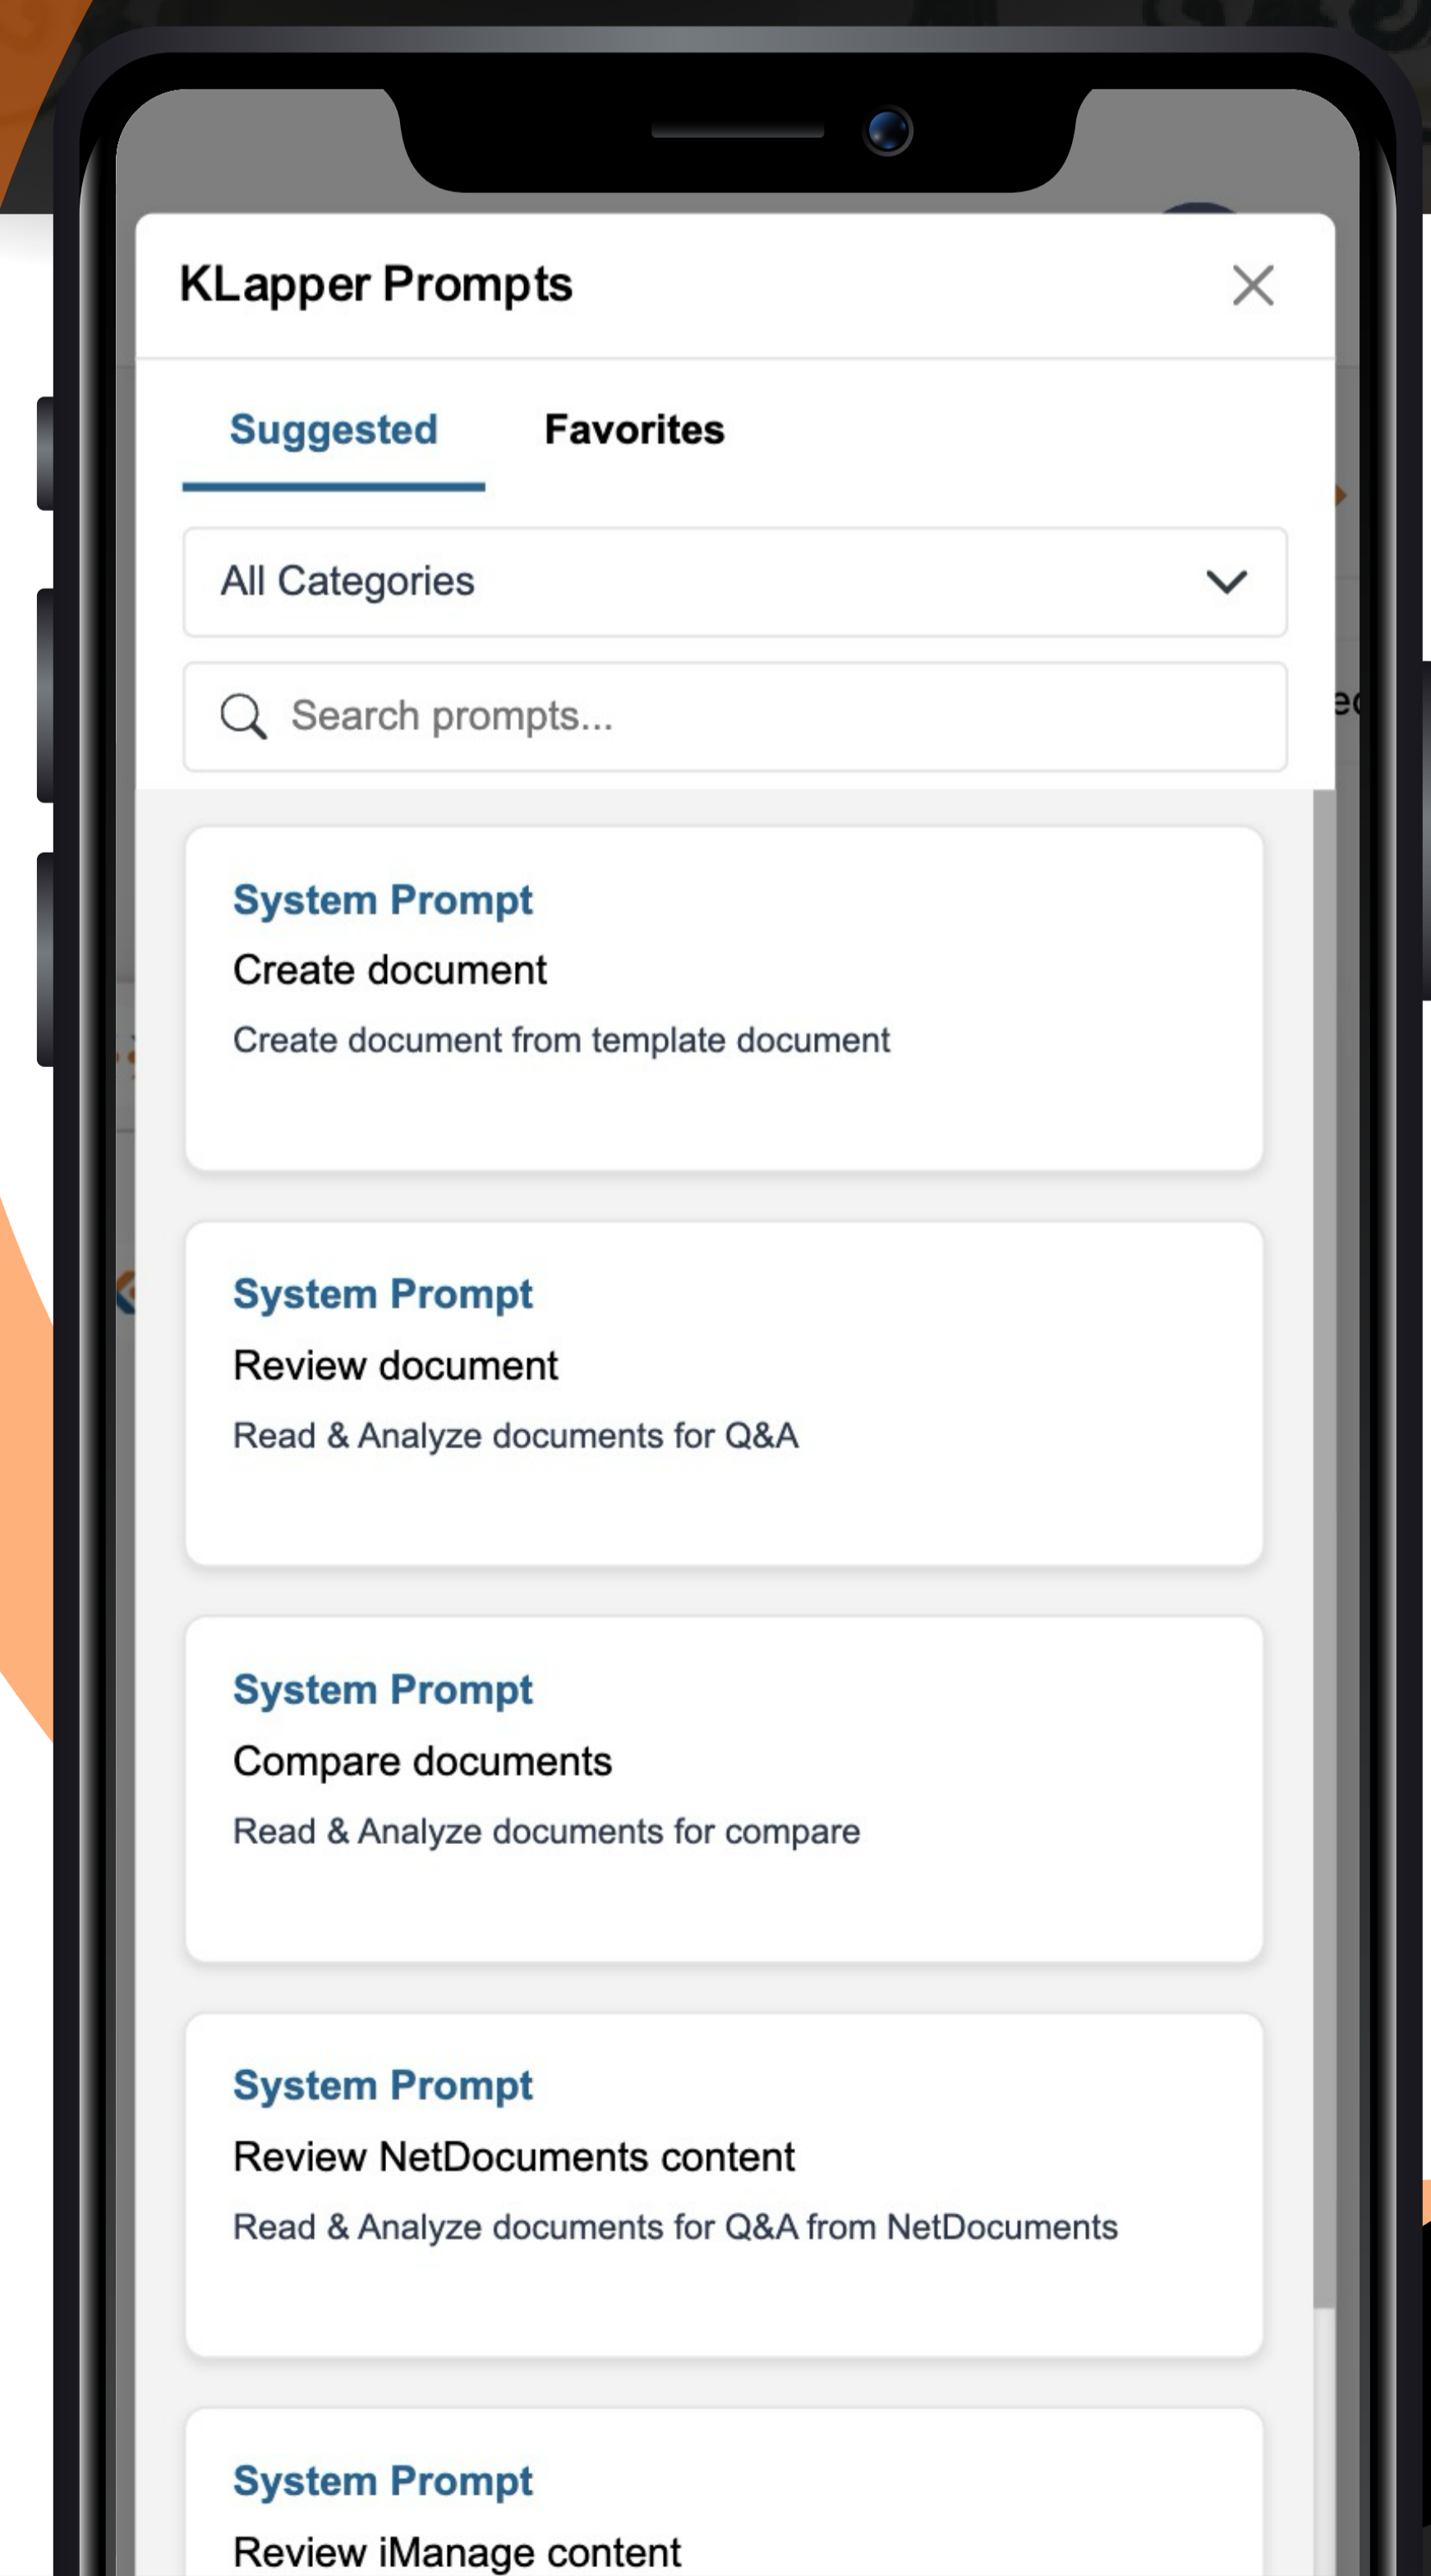 KLapper Prompts
Suggested Favorites
All Categories
Search prompts...
System Prompt
Create document
Create document from template document
System Prompt
Review document
Read & Analyze documents for Q&A
System Prompt
Compare documents
Read & Analyze documents for compare
System Prompt
Review NetDocuments content
Read & Analyze documents for Q&A from NetDocuments
System Prompt
Review iManage content